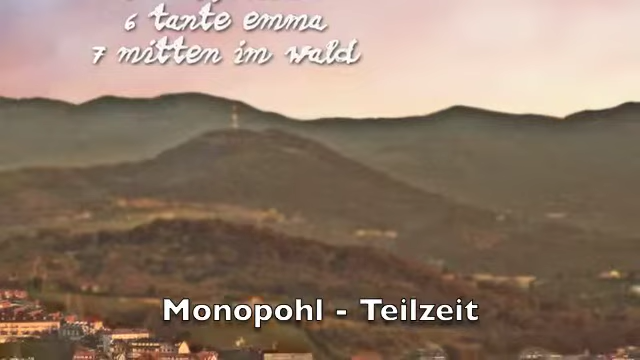 6 tante emma
7 mitten im wald
Monopohl - Teilzeit